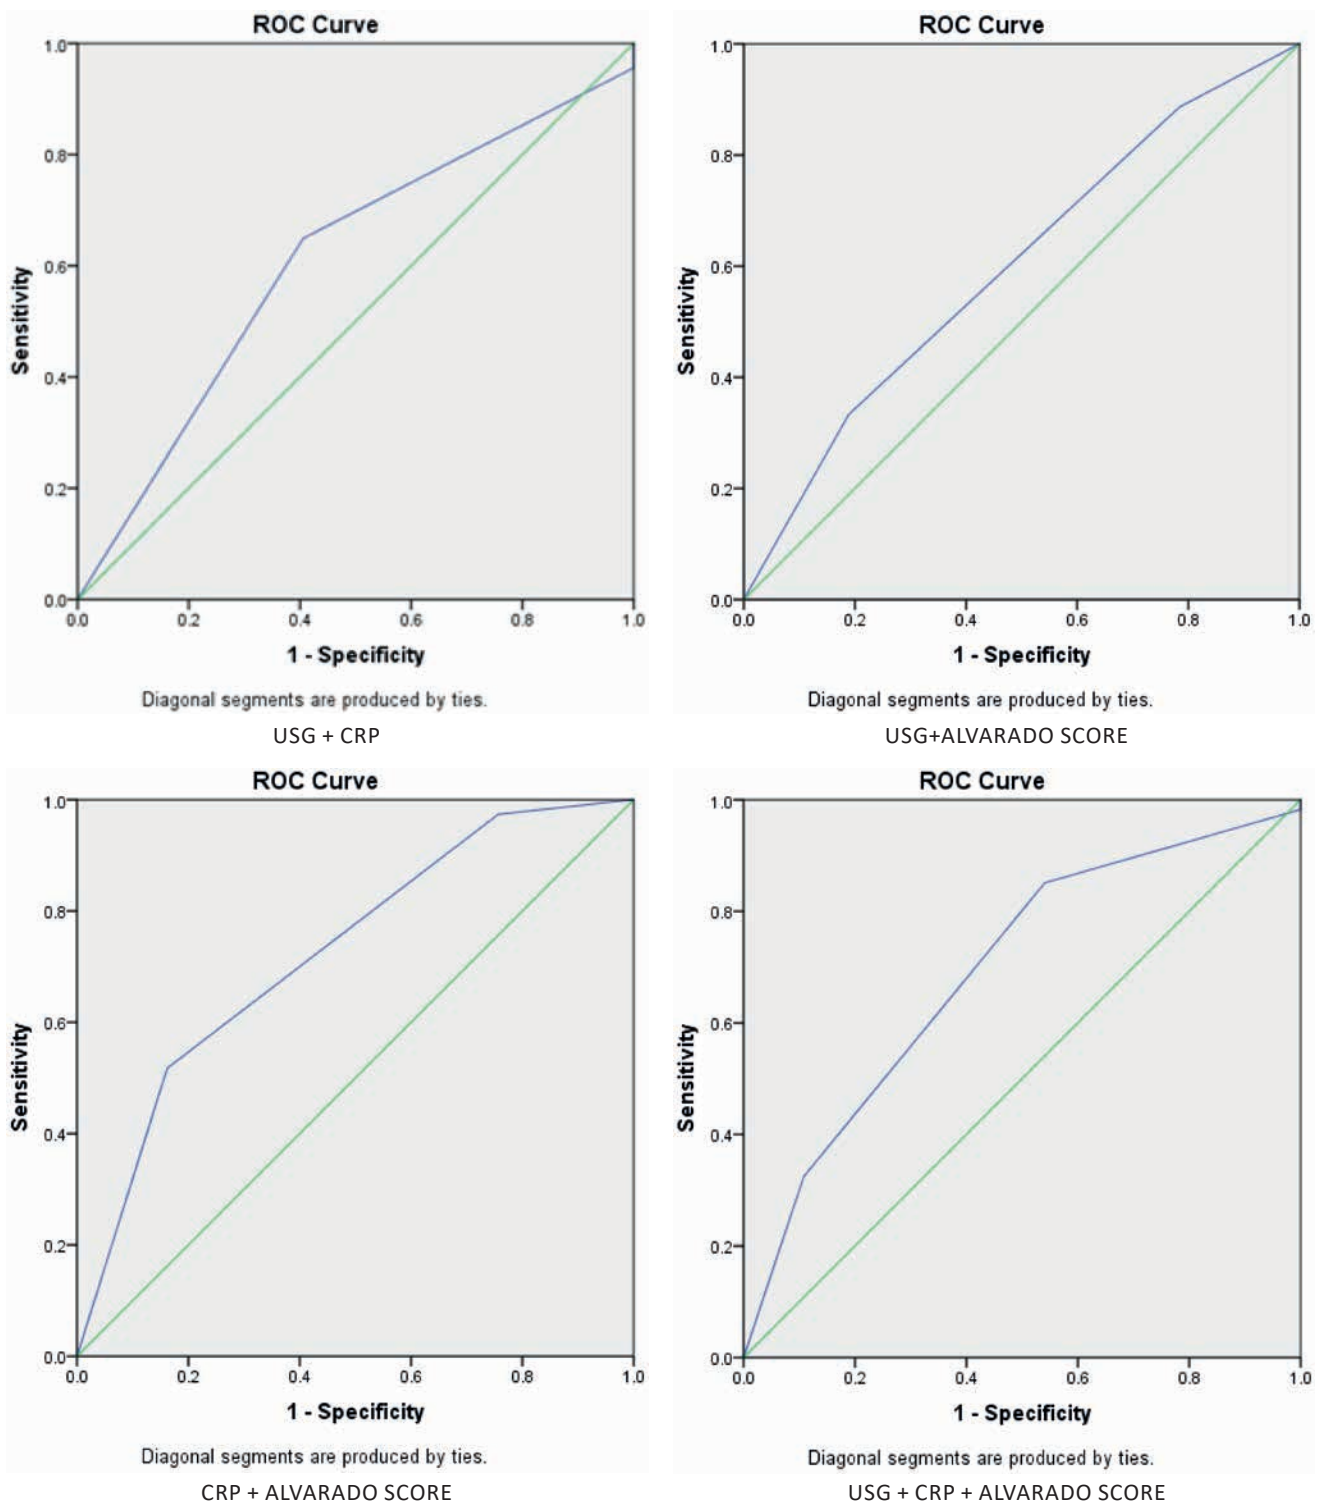 ROC Curve
1.0
0.8
0.6
0.4
0.2
0.0
Sensitivity
0.0 0.2 0.4 0.6 0.8 1.0
1 - Specificity
Diagonal segments are produced by ties.
USG + CRP
ROC Curve
1.0
0.8
0.6
0.4
0.2
0.0
Sensitivity
0.0 0.2 0.4 0.6 0.8 1.0
1 - Specificity
Diagonal segments are produced by ties.
USG+ALVARADO SCORE
ROC Curve
1.0
0.8
0.6
0.4
0.2
0.0
Sensitivity
0.0 0.2 0.4 0.6 0.8 1.0
1 - Specificity
Diagonal segments are produced by ties.
CRP + ALVARADO SCORE
ROC Curve
1.0
0.8
0.6
0.4
0.2
0.0
Sensitivity
0.0 0.2 0.4 0.6 0.8 1.0
1 - Specificity
Diagonal segments are produced by ties.
USG + CRP + ALVARADO SCORE